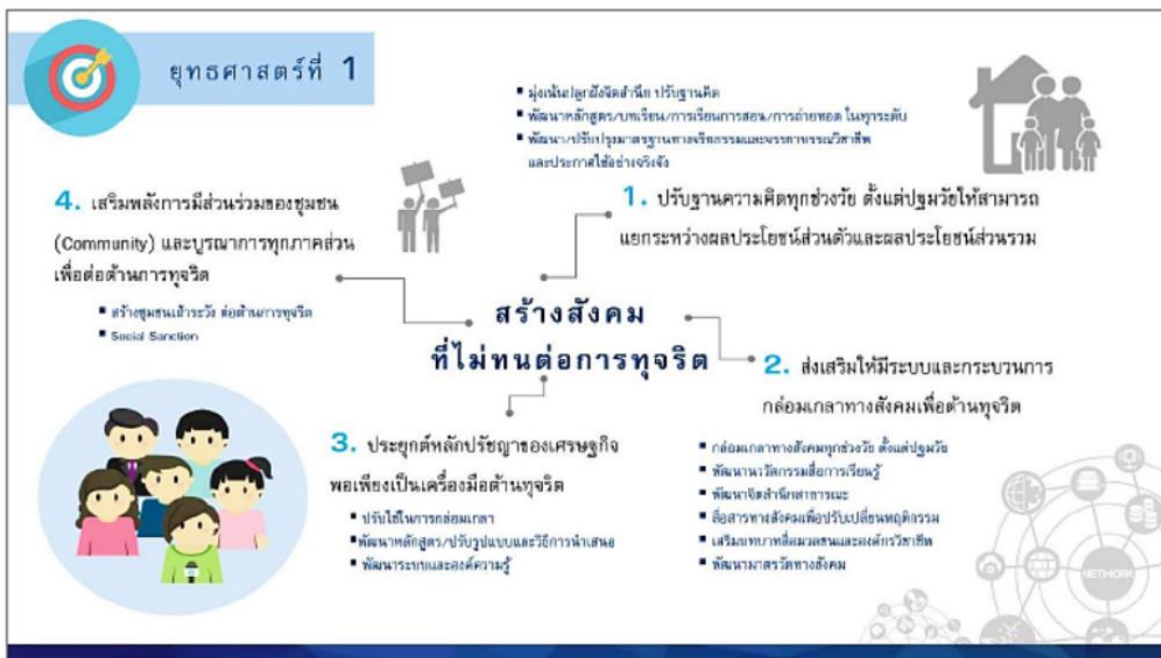 ยุทธศาสตร์ที่ 1
▪ มุ่งเน้นปลูกฝังจิตสำนึก ปรับฐานคิด
▪ พัฒนาหลักสูตร/บทเรียน/การเรียนการสอน/การถ่ายทอด ในทุกระดับ
▪ พัฒนา/ปรับปรุงมาตรฐานทางจริยธรรมและจรรยาบรรณวิชาชีพ
และประกาศใช้อย่างจริงจัง
1. ปรับฐานความคิดทุกช่วงวัย ตั้งแต่ปฐมวัยให้สามารถ
แยกระหว่างผลประโยชน์ส่วนตัวและผลประโยชน์ส่วนรวม
4. เสริมพลังการมีส่วนร่วมของชุมชน
(Community) และบูรณาการทุกภาคส่วน
เพื่อต่อต้านการทุจริต
▪ สร้างชุมชนเฝ้าระวัง ต่อต้านการทุจริต
▪ Social Sanction
สร้างสังคม
ที่ไม่ทนต่อการทุจริต
2. ส่งเสริมให้มีระบบและกระบวนการ
กล่อมเกลาทางสังคมเพื่อต้านทุจริต
▪ กล่อมเกลาทางสังคมทุกช่วงวัย ตั้งแต่ปฐมวัย
▪ พัฒนานวัตกรรมสื่อการเรียนรู้
▪ พัฒนาจิตสำนึกสาธารณะ
▪ สื่อสารทางสังคมเพื่อปรับเปลี่ยนพฤติกรรม
▪ เสริมบทบาทสื่อมวลชนและองค์กรวิชาชีพ
▪ พัฒนามาตรวัดทางสังคม
3. ประยุกต์หลักปรัชญาของเศรษฐกิจ
พอเพียงเป็นเครื่องมือต้านทุจริต
▪ ปรับใช้ในการกล่อมเกลา
▪ พัฒนาหลักสูตร/ปรับรูปแบบและวิธีการนำเสนอ
▪ พัฒนาระบบและองค์ความรู้
NETWORK